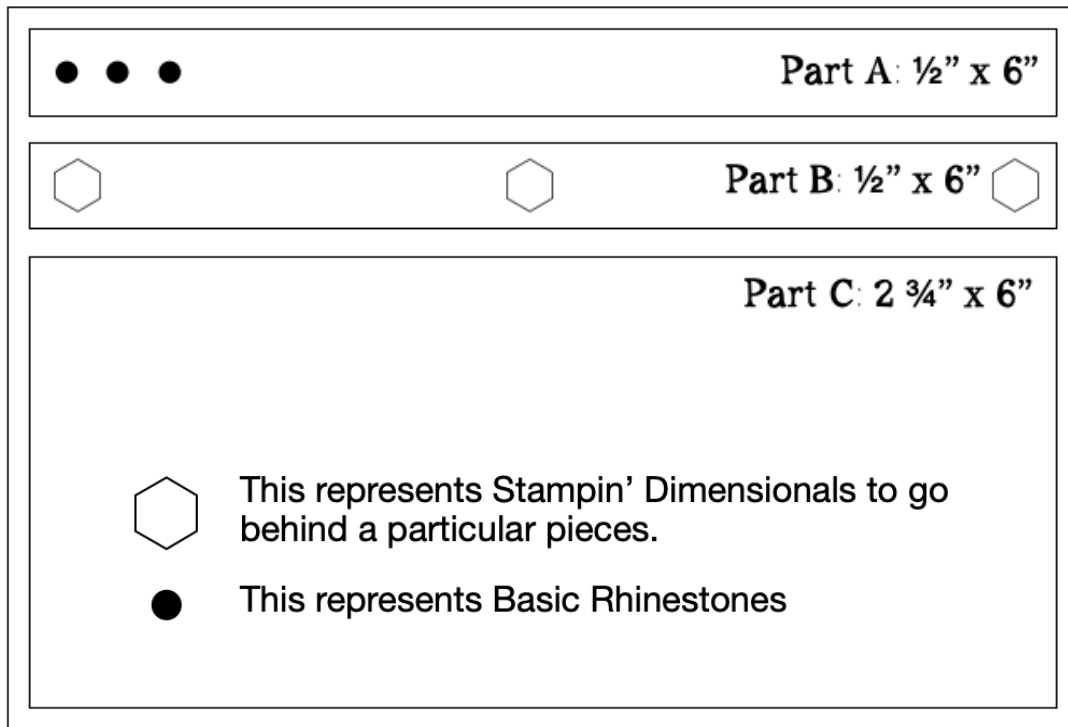 Part A: ½” x 6”
Part B: ½” x 6”
Part C: 2 ¾” x 6”
This represents Stampin’ Dimensionals to go
behind a particular pieces.
This represents Basic Rhinestones